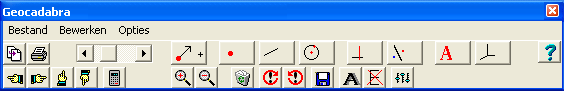 Geocadabra
Bestand Bewerken Opties
+ A ?
A